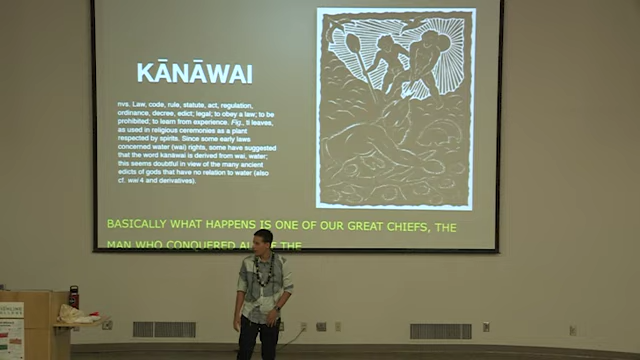 KĀNĀWAI
nvs. Law, code, rule, statute, act, regulation,
ordinance, decree, edict; legal; to obey a law; to be
prohibited; to learn from experience. Fig., ti leaves,
as used in religious ceremonies as a plant
respected by spirits. Since some early laws
concerned water (wai) rights, some have suggested
that the word kānāwai is derived from wai, water;
this seems doubtful in view of the many ancient
edicts of gods that have no relation to water (also
cf. wai 4 and derivatives).
BASICALLY WHAT HAPPENS IS ONE OF OUR GREAT CHIEFS, THE
MAN WHO CONQUERED ALL OF THE